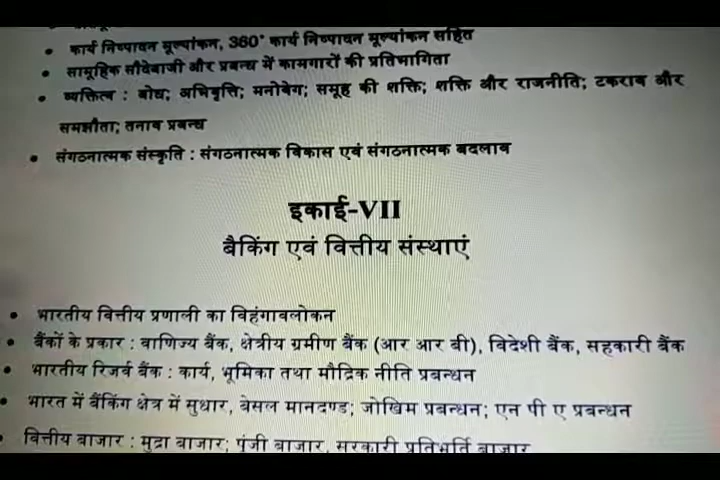 • कार्य निष्पादन मूल्यांकन, 360° कार्य निष्पादन मूल्यांकन सहित
• सामूहिक सौदेबाजी और प्रबन्ध में कामगारों की प्रतिभागिता
• व्यक्तित्व : बोध; अभिवृत्ति; मनोवेग; समूह की शक्ति; शक्ति और राजनीति; टकराव और
समझौता; तनाव प्रबन्ध
• संगठनात्मक संस्कृति : संगठनात्मक विकास एवं संगठनात्मक बदलाव
इकाई-VII
बैकिंग एवं वित्तीय संस्थाएं
• भारतीय वित्तीय प्रणाली का विहंगावलोकन
• बैंकों के प्रकार : वाणिज्य बैंक, क्षेत्रीय ग्रमीण बैंक (आर आर बी), विदेशी बैंक, सहकारी बैंक
• भारतीय रिजर्व बैंक : कार्य, भूमिका तथा मौद्रिक नीति प्रबन्धन
• भारत में बैंकिंग क्षेत्र में सुधार, बेसल मानदण्ड; जोखिम प्रबन्धन; एन पी ए प्रबन्धन
• वित्तीय बाजार : मुद्रा बाजार; पूंजी बाजार, सरकारी प्रतिभूति बाजार